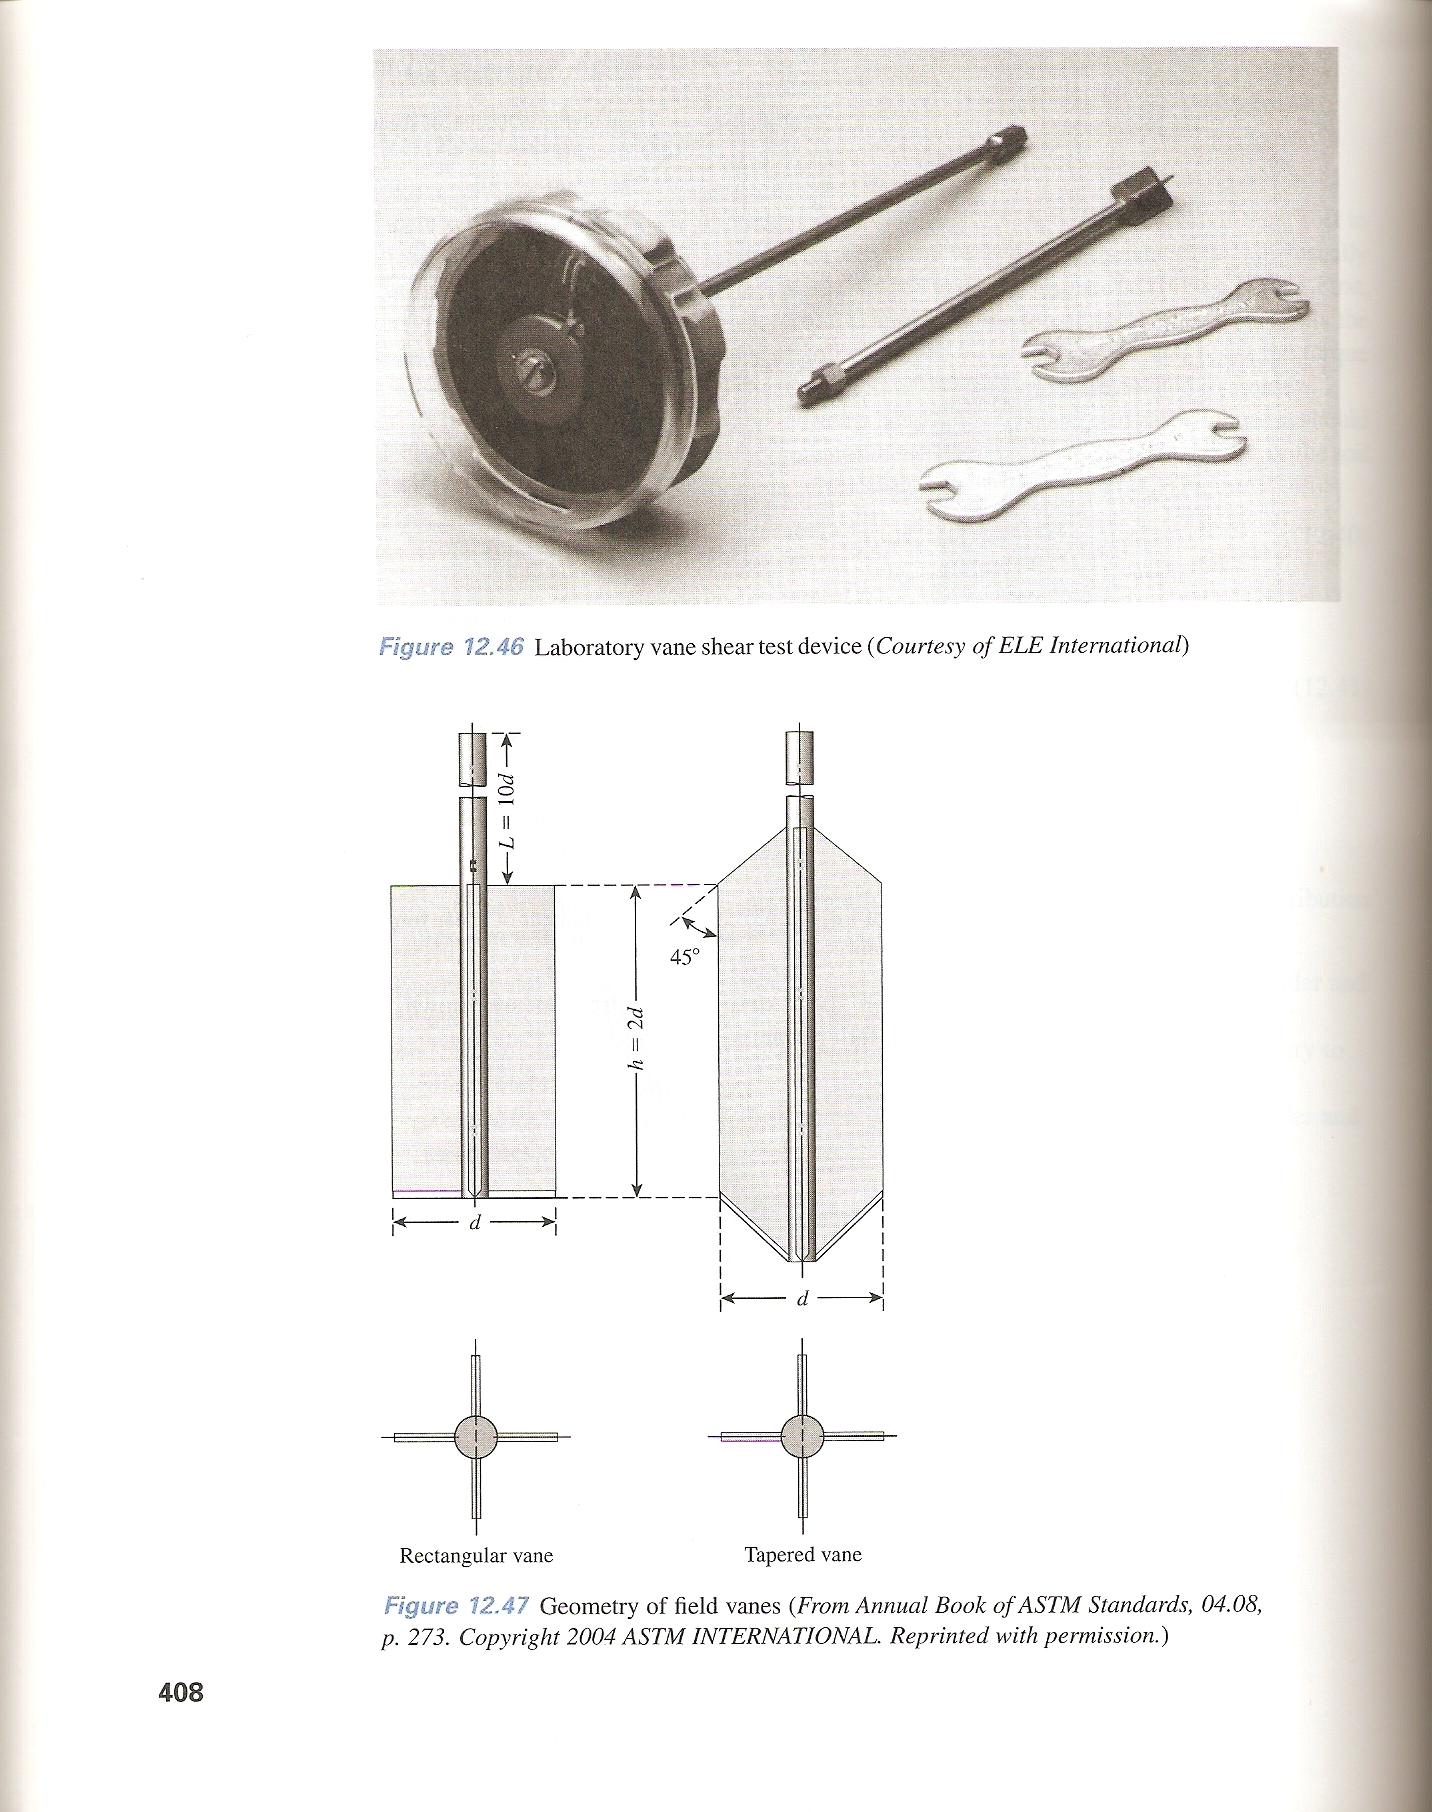 Figure 12.46 Laboratory vane shear test device (Courtesy of ELE International)
L = 10d
h = 2d
45°
d
d
Rectangular vane
Tapered vane
Figure 12.47 Geometry of field vanes (From Annual Book of ASTM Standards, 04.08,
p. 273. Copyright 2004 ASTM INTERNATIONAL. Reprinted with permission.)
408